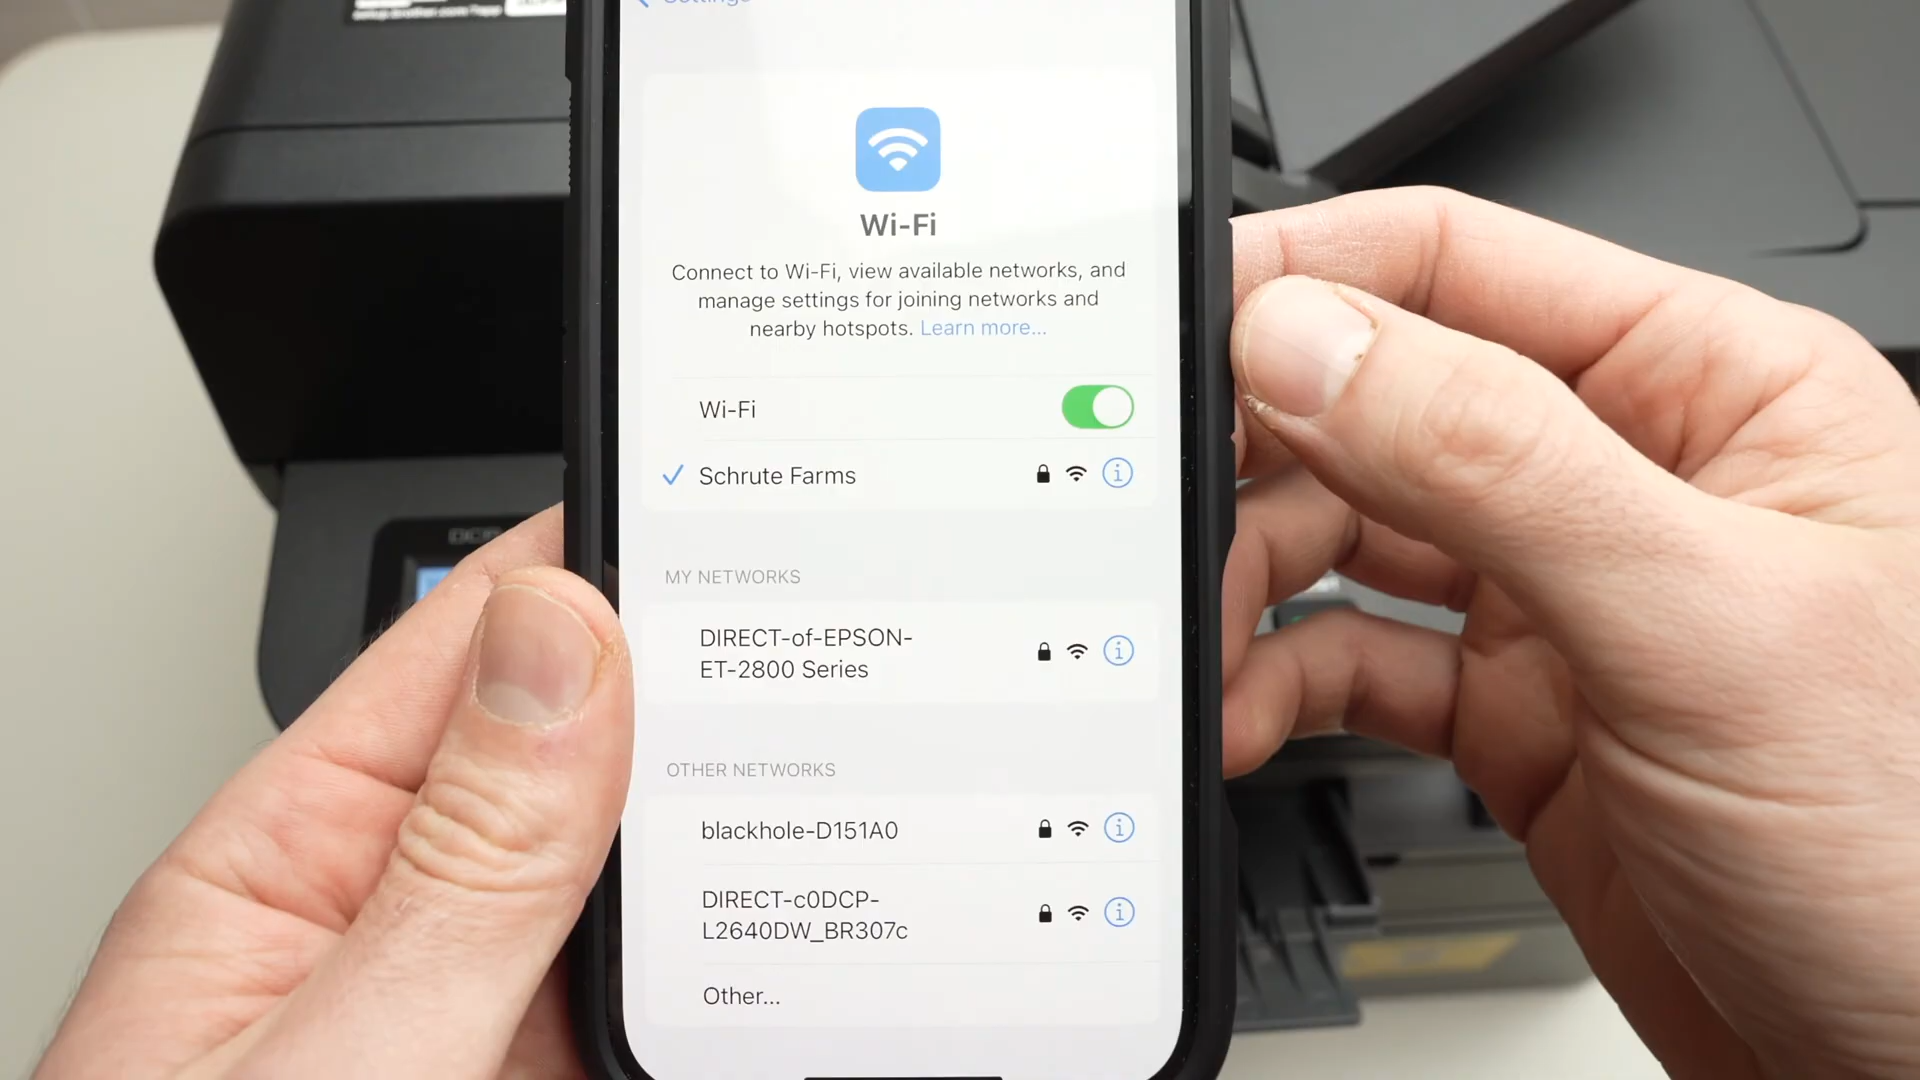 Settings
Wi-Fi
Connect to Wi-Fi, view available networks, and
manage settings for joining networks and
nearby hotspots. Learn more...
Wi-Fi
Schrute Farms
MY NETWORKS
DIRECT-of-EPSON-
ET-2800 Series
OTHER NETWORKS
blackhole-D151A0
DIRECT-c0DCP-
L2640DW_BR307c
Other...